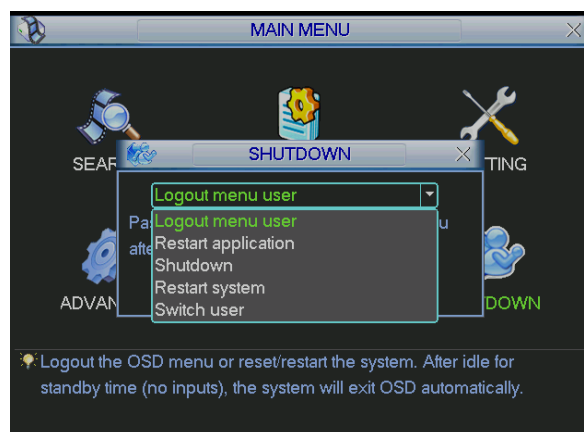 MAIN MENU
SEAR
SHUTDOWN
TING
Logout menu user
Pa
u
Logout menu user
afte
Restart application
Shutdown
Restart system
Switch user
ADVAN
DOWN
Logout the OSD menu or reset/restart the system. After idle for
standby time (no inputs), the system will exit OSD automatically.